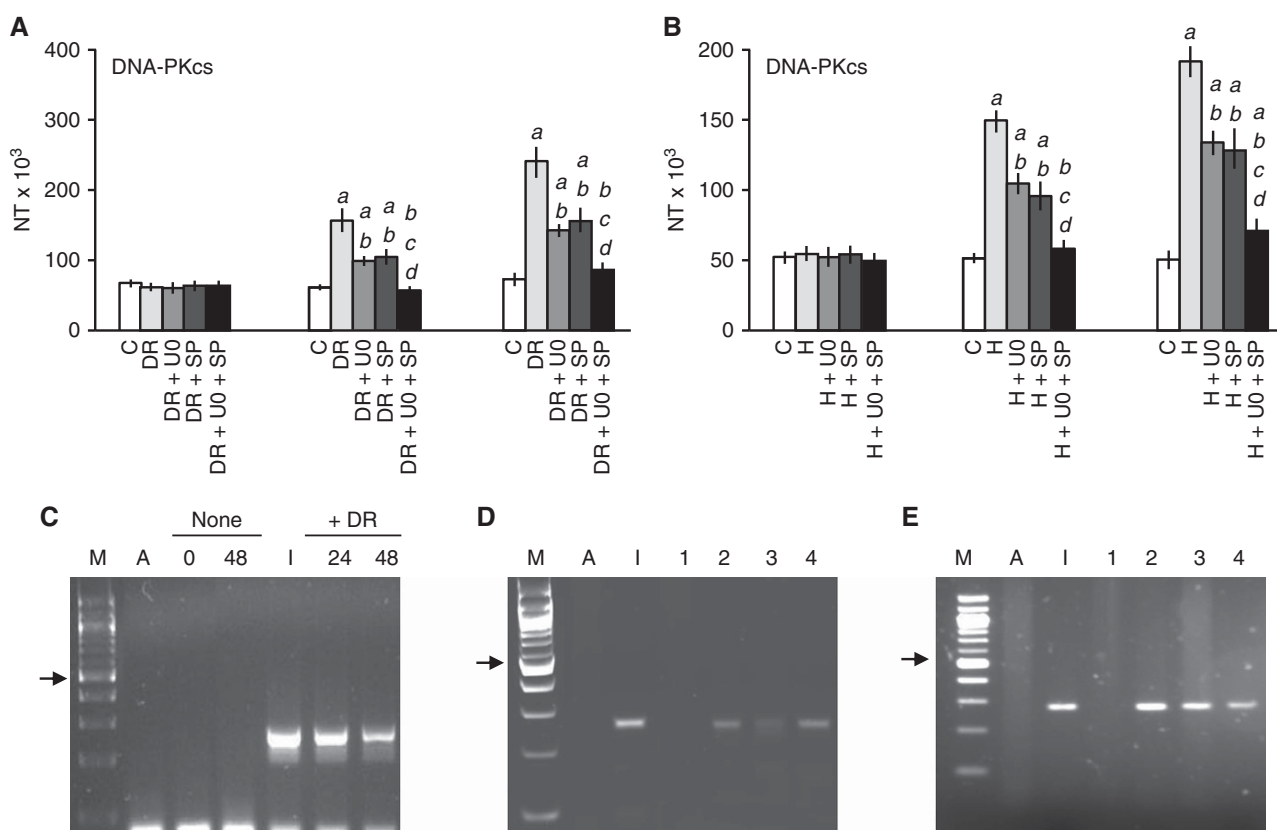 A
DNA-PKcs
NT x 10³
400
300
200
100
0
a
a
b
a
b
b
c
d
a
a
b
a
b
b
c
d
C
DR
DR + U0
DR + SP
DR + U0 + SP
C
DR
DR + U0
DR + SP
DR + U0 + SP
C
DR
DR + U0
DR + SP
DR + U0 + SP
B
DNA-PKcs
NT x 10³
200
150
100
50
0
a
a
b
a
b
b
c
d
a
a
b
a
b
a
b
c
d
C
H
H + U0
H + SP
H + U0 + SP
C
H
H + U0
H + SP
H + U0 + SP
C
H
H + U0
H + SP
H + U0 + SP
C
None + DR
M A 0 48 I 24 48
D
M A I 1 2 3 4
E
M A I 1 2 3 4